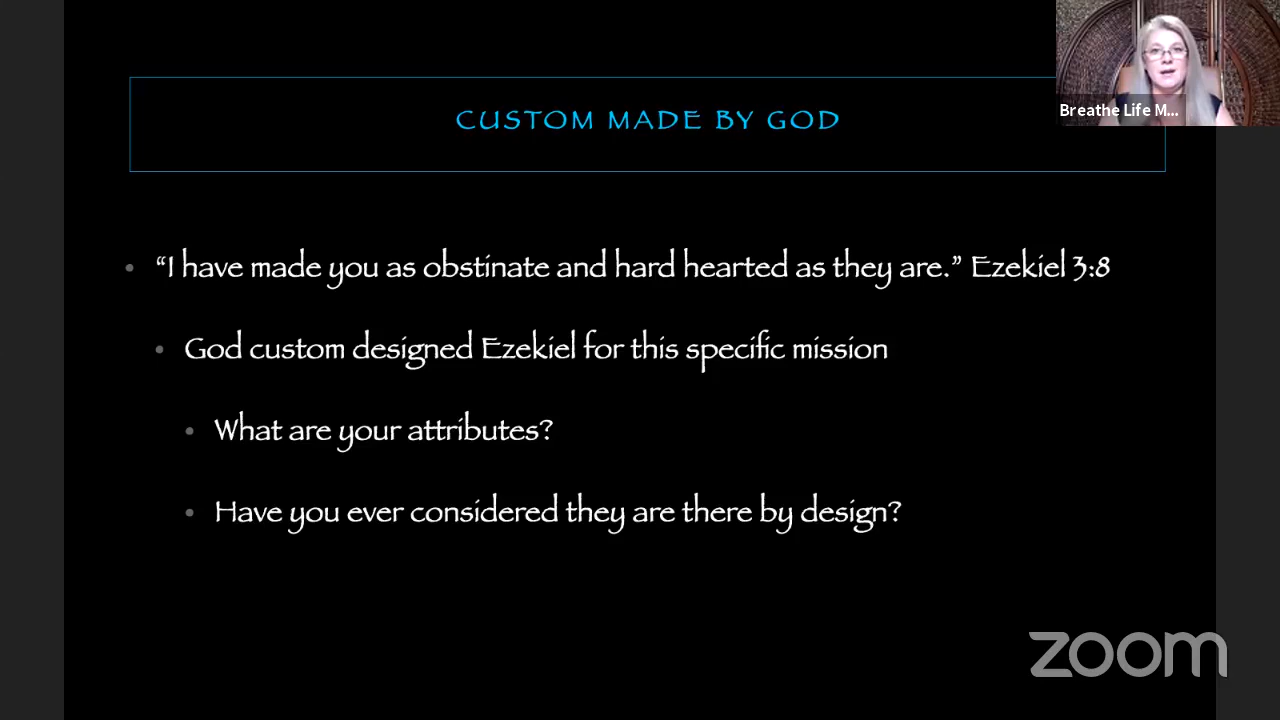 CUSTOM MADE BY GOD
Breathe Life M...
“I have made you as obstinate and hard hearted as they are.” Ezekiel 3:8
God custom designed Ezekiel for this specific mission
What are your attributes?
Have you ever considered they are there by design?
zoom